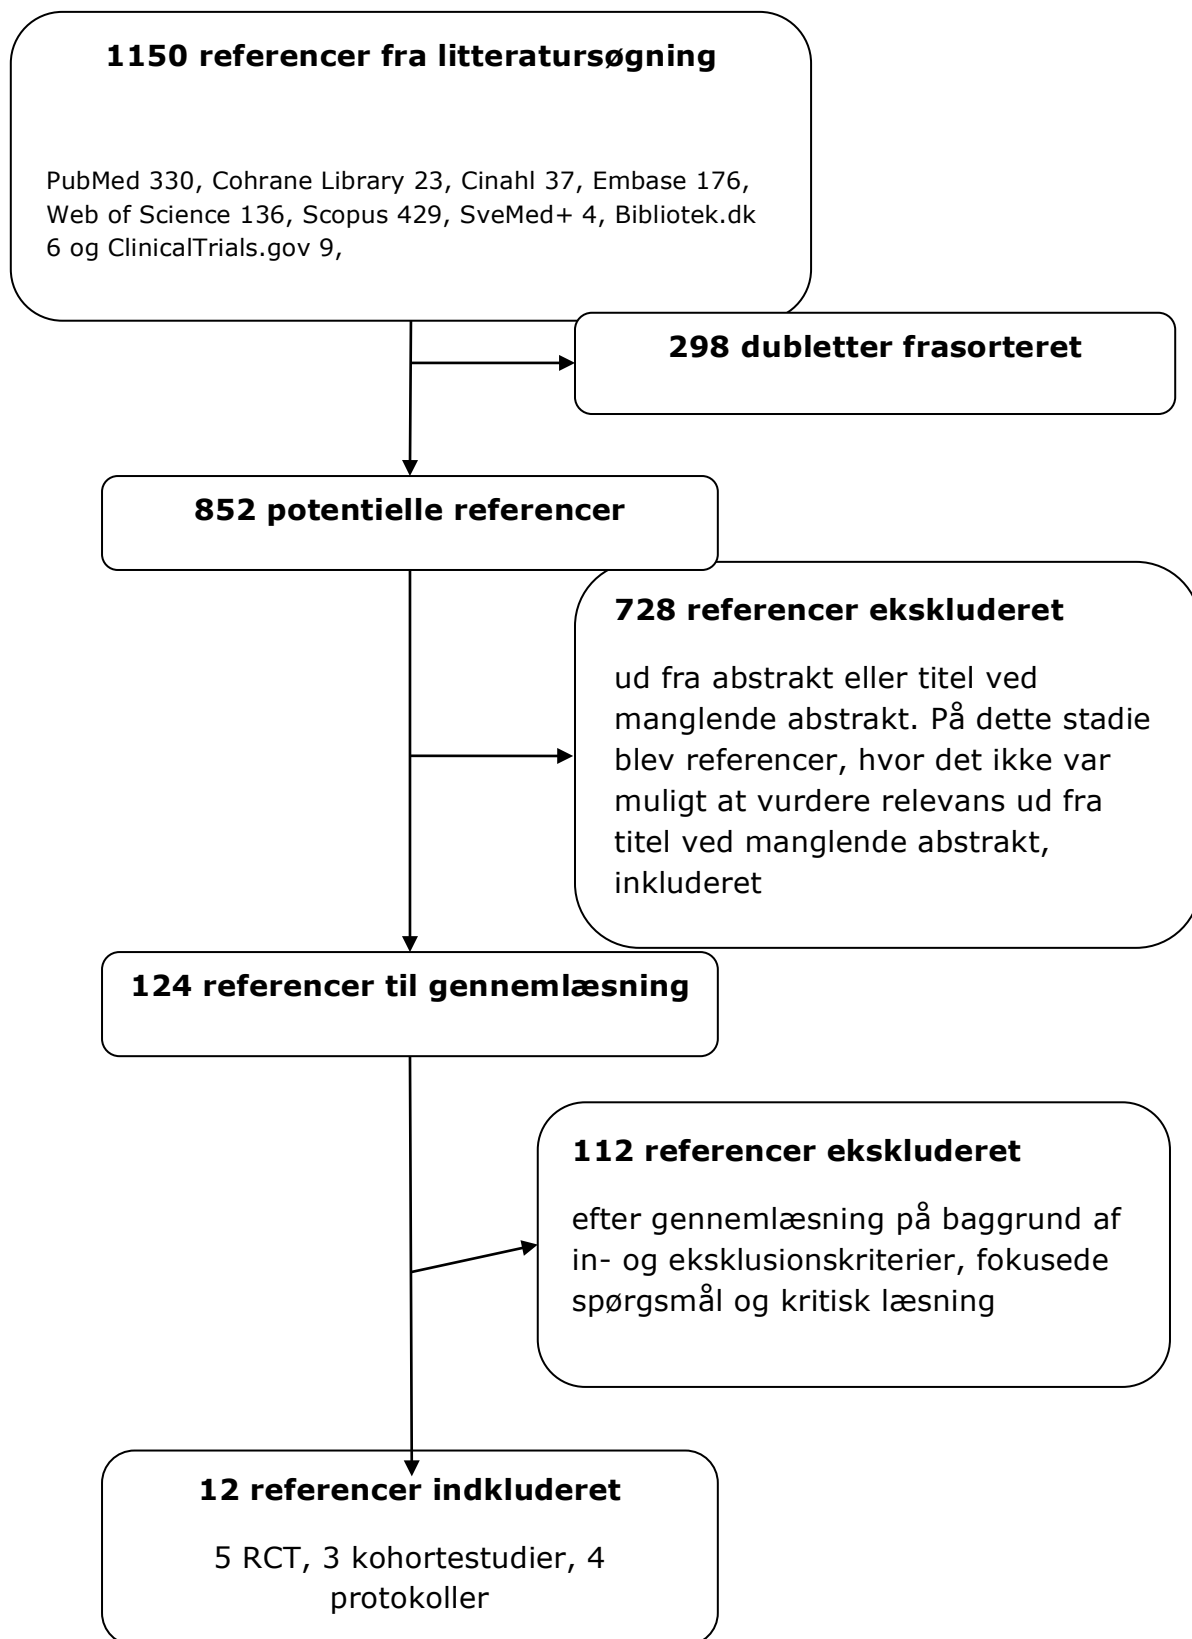 1150 referencer fra litteratursøgning
PubMed 330, Cohrane Library 23, Cinahl 37, Embase 176,
Web of Science 136, Scopus 429, SveMed+ 4, Bibliotek.dk
6 og ClinicalTrials.gov 9,
298 dubletter frasorteret
852 potentielle referencer
728 referencer ekskluderet
ud fra abstrakt eller titel ved
manglende abstrakt. På dette stadie
blev referencer, hvor det ikke var
muligt at vurdere relevans ud fra
titel ved manglende abstrakt,
inkluderet
124 referencer til gennemlæsning
112 referencer ekskluderet
efter gennemlæsning på baggrund af
in- og eksklusionskriterier, fokusede
spørgsmål og kritisk læsning
12 referencer indkluderet
5 RCT, 3 kohortestudier, 4
protokoller